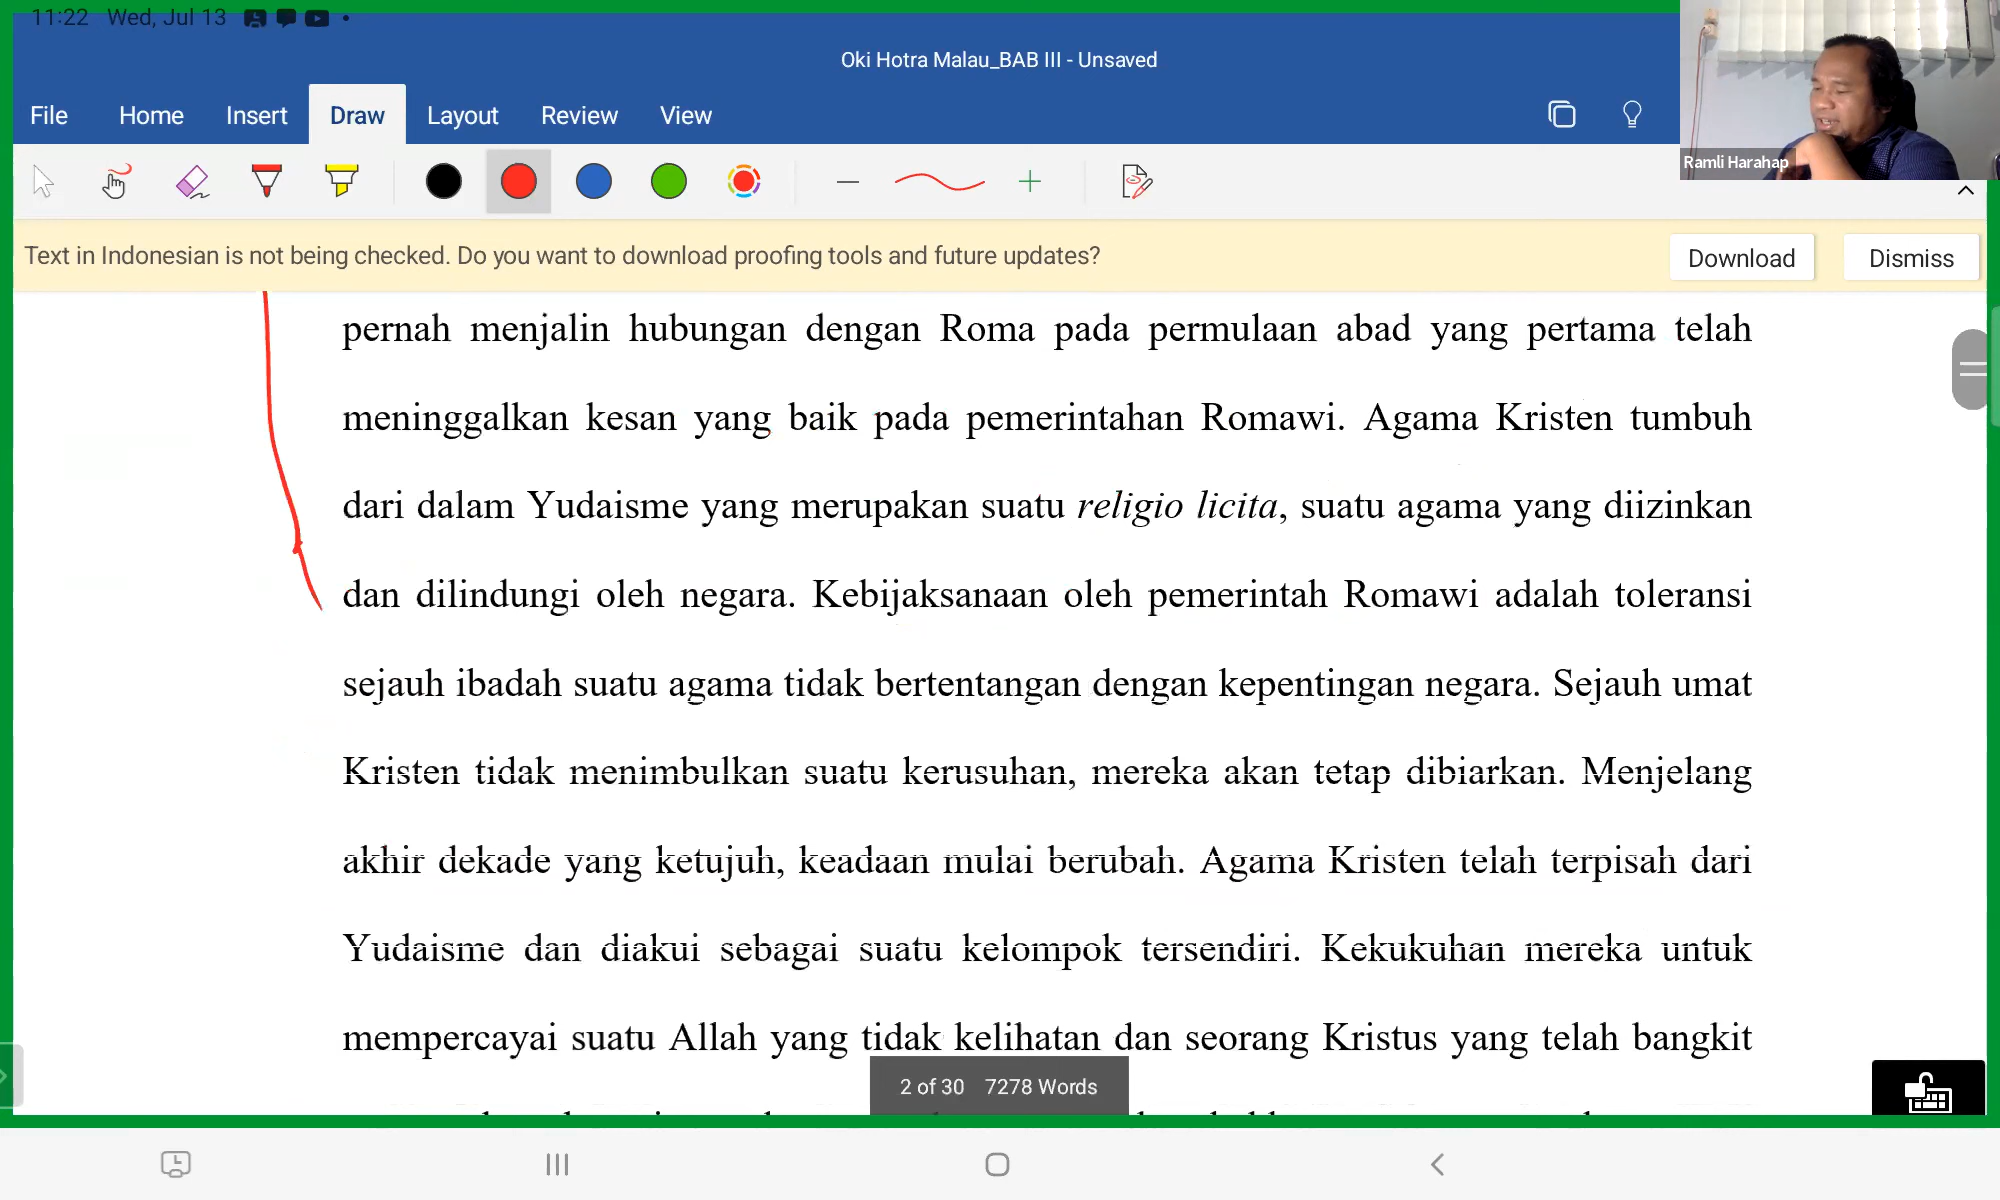 11:22 Wed, Jul 13
Oki Hotra Malau_BAB III - Unsaved
File Home Insert Draw Layout Review View
Ramli Harahap
Text in Indonesian is not being checked. Do you want to download proofing tools and future updates?
Download Dismiss
pernah menjalin hubungan dengan Roma pada permulaan abad yang pertama telah
meninggalkan kesan yang baik pada pemerintahan Romawi. Agama Kristen tumbuh
dari dalam Yudaisme yang merupakan suatu religio licita, suatu agama yang diizinkan
dan dilindungi oleh negara. Kebijaksanaan oleh pemerintah Romawi adalah toleransi
sejauh ibadah suatu agama tidak bertentangan dengan kepentingan negara. Sejauh umat
Kristen tidak menimbulkan suatu kerusuhan, mereka akan tetap dibiarkan. Menjelang
akhir dekade yang ketujuh, keadaan mulai berubah. Agama Kristen telah terpisah dari
Yudaisme dan diakui sebagai suatu kelompok tersendiri. Kekukuhan mereka untuk
mempercayai suatu Allah yang tidak kelihatan dan seorang Kristus yang telah bangkit
2 of 30 7278 Words